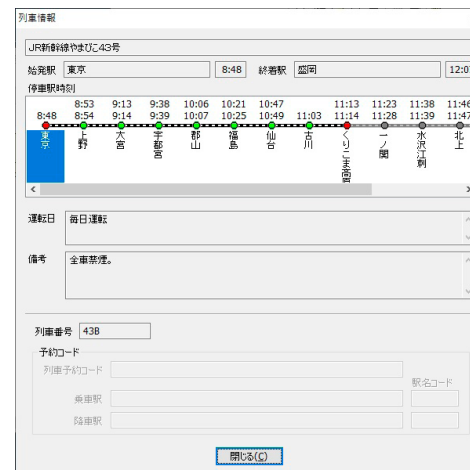 列車情報
JR新幹線やまびこ43号
始発駅 東京 8:48 終着駅 盛岡 12:0
停車駅時刻
8:53 9:13 9:38 10:06 10:21 10:47 11:13 11:23 11:38 11:46
8:48 8:54 9:14 9:39 10:07 10:25 10:49 11:03 11:14 11:28 11:39 11:47
東京 上野 大宮 宇都宮 郡山 福島 仙台 古川 くりこま高原 一ノ関 水沢江刺 北上
運転日 毎日運転
備考 全車禁煙。
列車番号 43B
予約コード
列車予約コード
駅名コード
乗車駅
降車駅
閉じる(C)